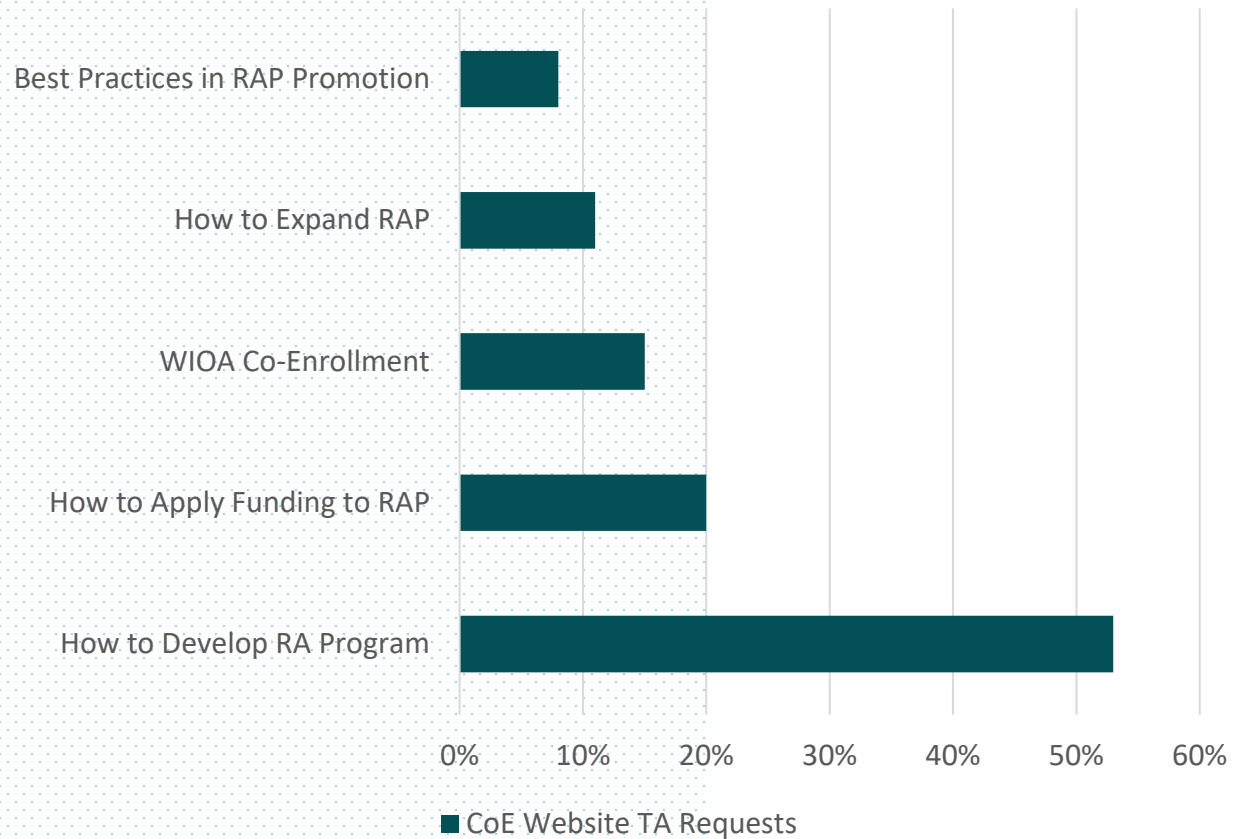 Best Practices in RAP Promotion
How to Expand RAP
WIOA Co-Enrollment
How to Apply Funding to RAP
How to Develop RA Program
0% 10% 20% 30% 40% 50% 60%
CoE Website TA Requests